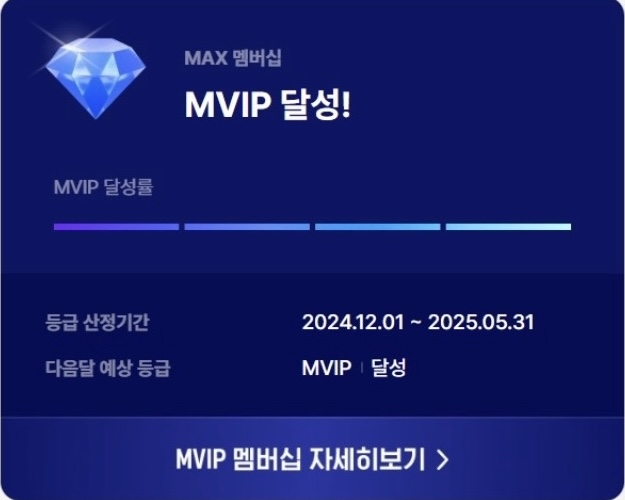 MAX 멤버십
MVIP 달성!
MVIP 달성률
등급 산정기간 2024.12.01 ~ 2025.05.31
다음달 예상 등급 MVIP | 달성
MVIP 멤버십 자세히보기 >